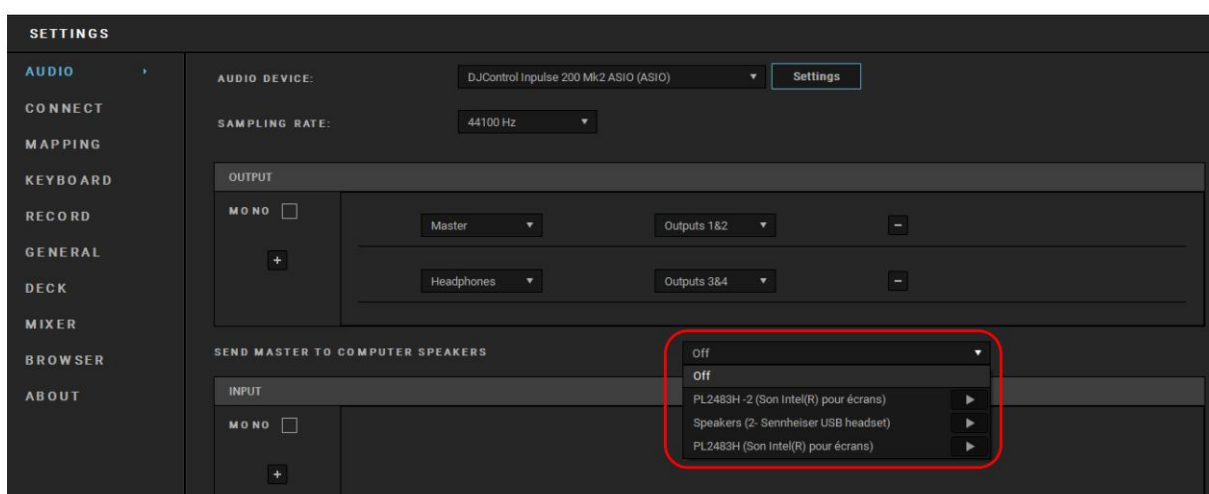 SETTINGS
AUDIO
CONNECT
MAPPING
KEYBOARD
RECORD
GENERAL
DECK
MIXER
BROWSER
ABOUT
AUDIO DEVICE: DJControl Inpulse 200 Mk2 ASIO (ASIO) Settings
SAMPLING RATE: 44100 Hz
OUTPUT
MONO
Master Outputs 1&2 −
+
Headphones Outputs 3&4 −
SEND MASTER TO COMPUTER SPEAKERS Off
Off
PL2483H -2 (Son Intel(R) pour écrans)
Speakers (2- Sennheiser USB headset)
PL2483H (Son Intel(R) pour écrans)
INPUT
MONO
+